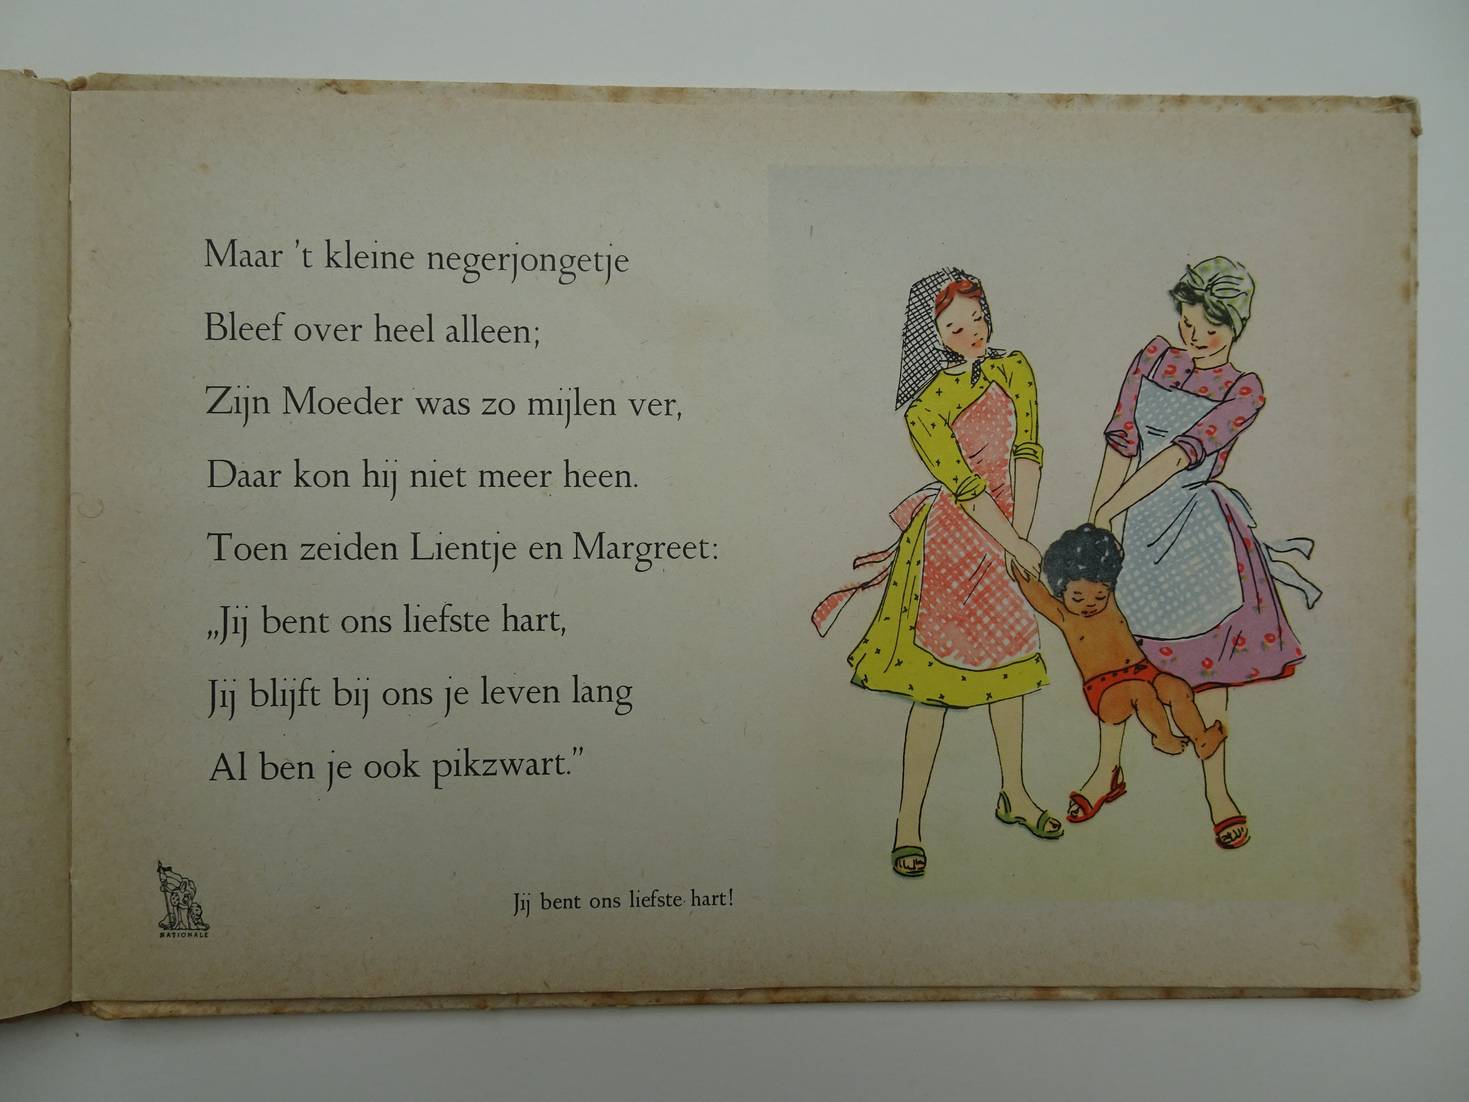 Maar 't kleine negerjongetje
Bleef over heel alleen;
Zijn Moeder was zo mijlen ver,
Daar kon hij niet meer heen.
Toen zeiden Lientje en Margreet:
„Jij bent ons liefste hart,
Jij blijft bij ons je leven lang
Al ben je ook pikzwart.”
Jij bent ons liefste hart!
NATIONALE